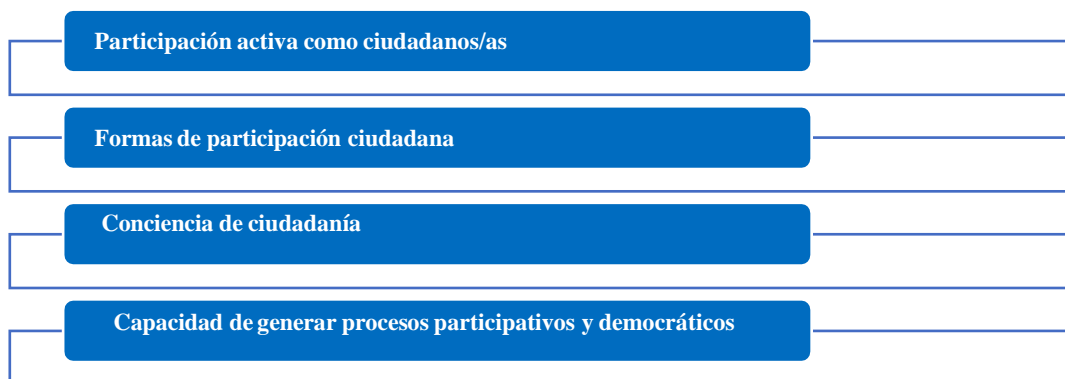 Participación activa como ciudadanos/as
Formas de participación ciudadana
Conciencia de ciudadanía
Capacidad de generar procesos participativos y democráticos